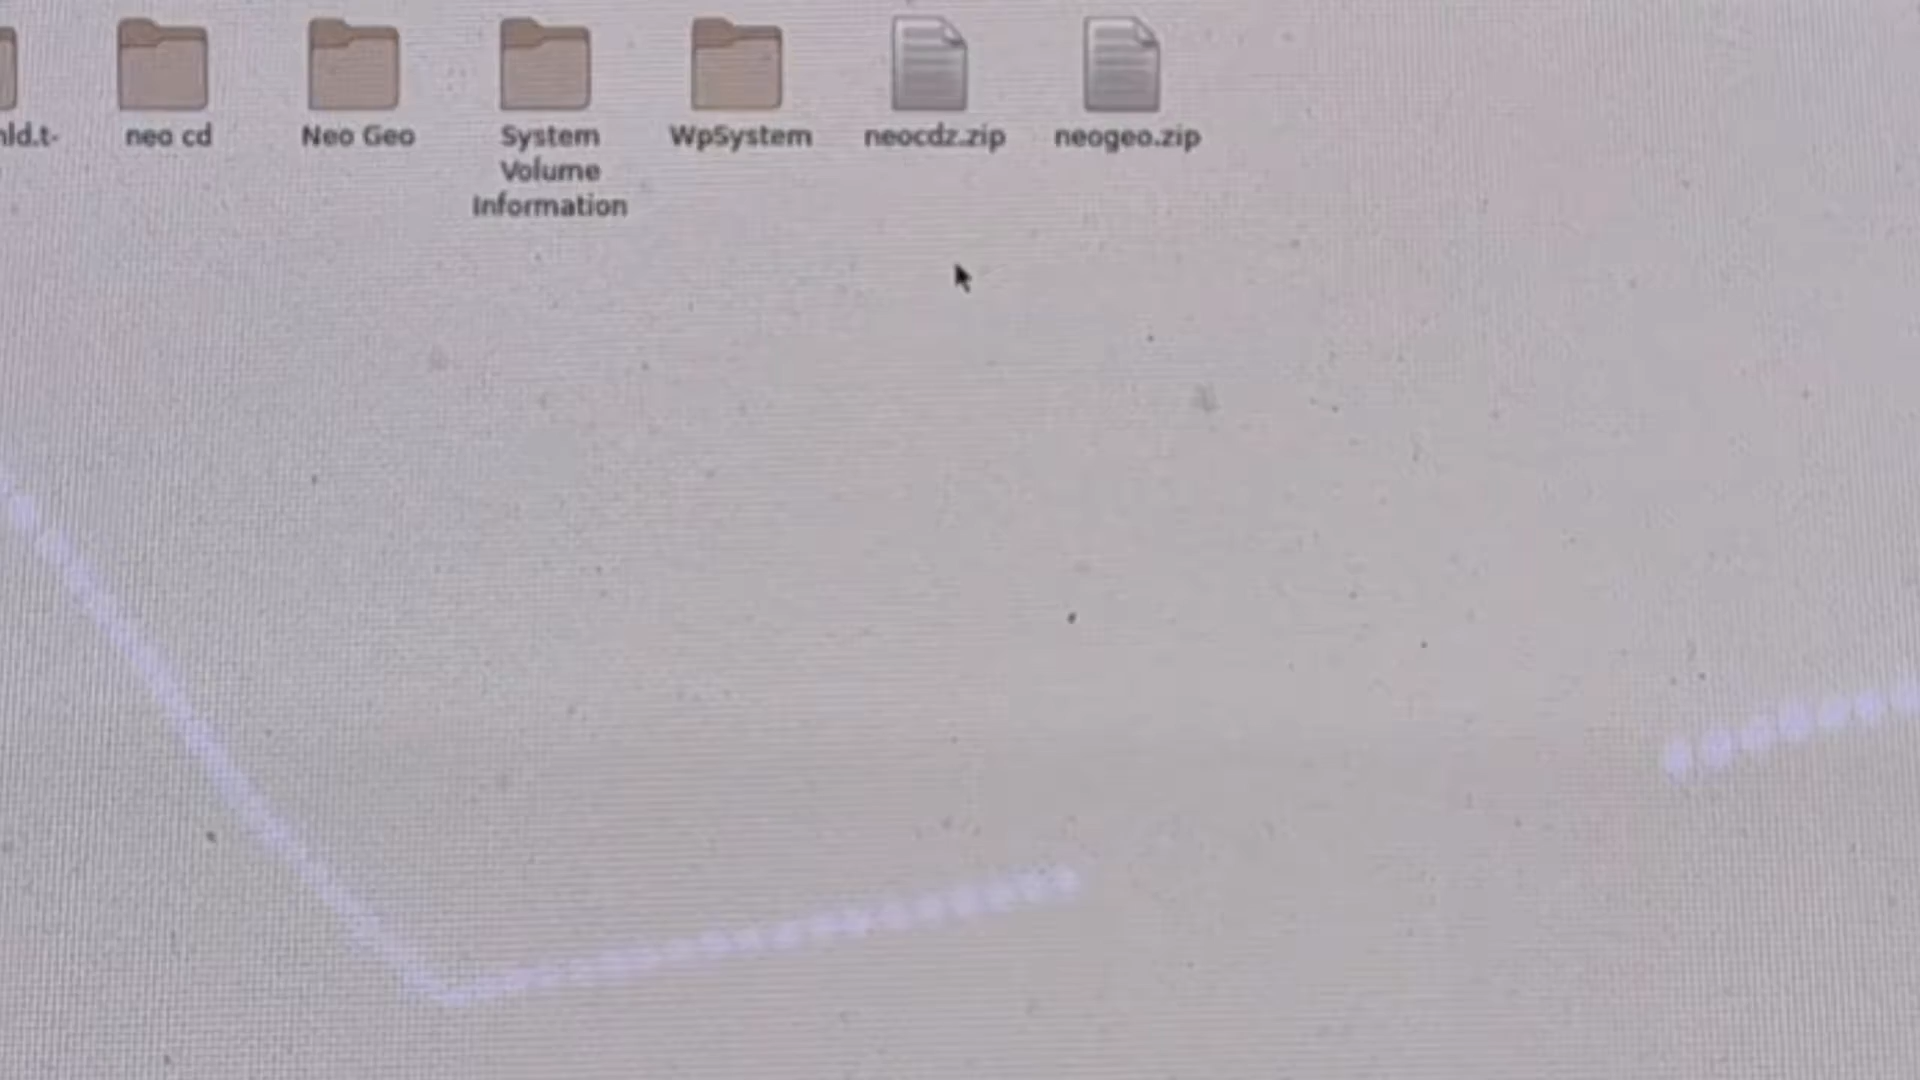 neo cd
Neo Geo
System
Volume
Information
WpSystem
neocdz.zip
neogeo.zip